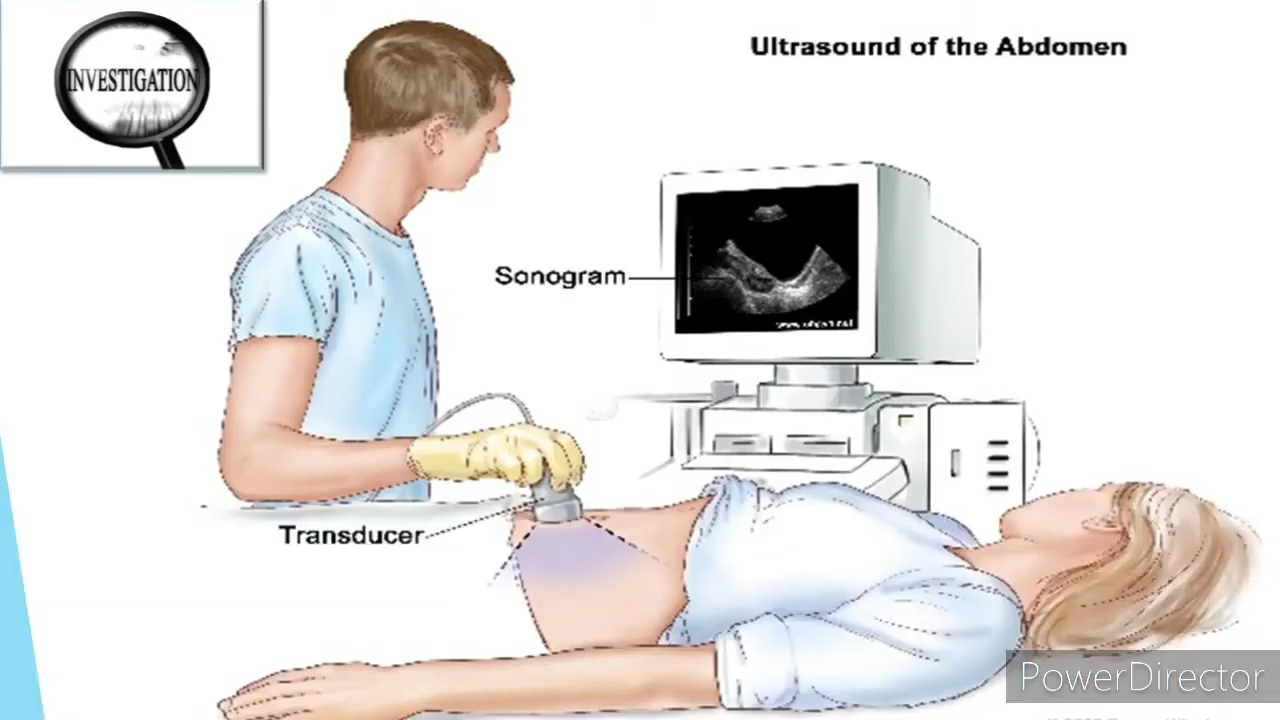 INVESTIGATION
Ultrasound of the Abdomen
Sonogram
Transducer
PowerDirector